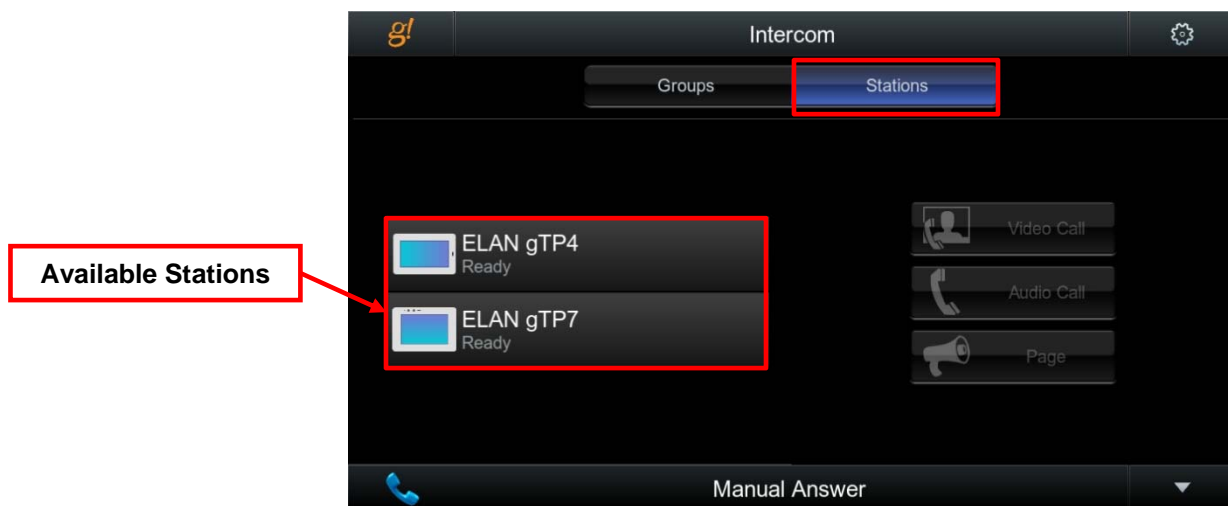 g!
Intercom
Groups
Stations
ELAN gTP4
Ready
Available Stations
ELAN gTP7
Ready
Video Call
Audio Call
Page
Manual Answer